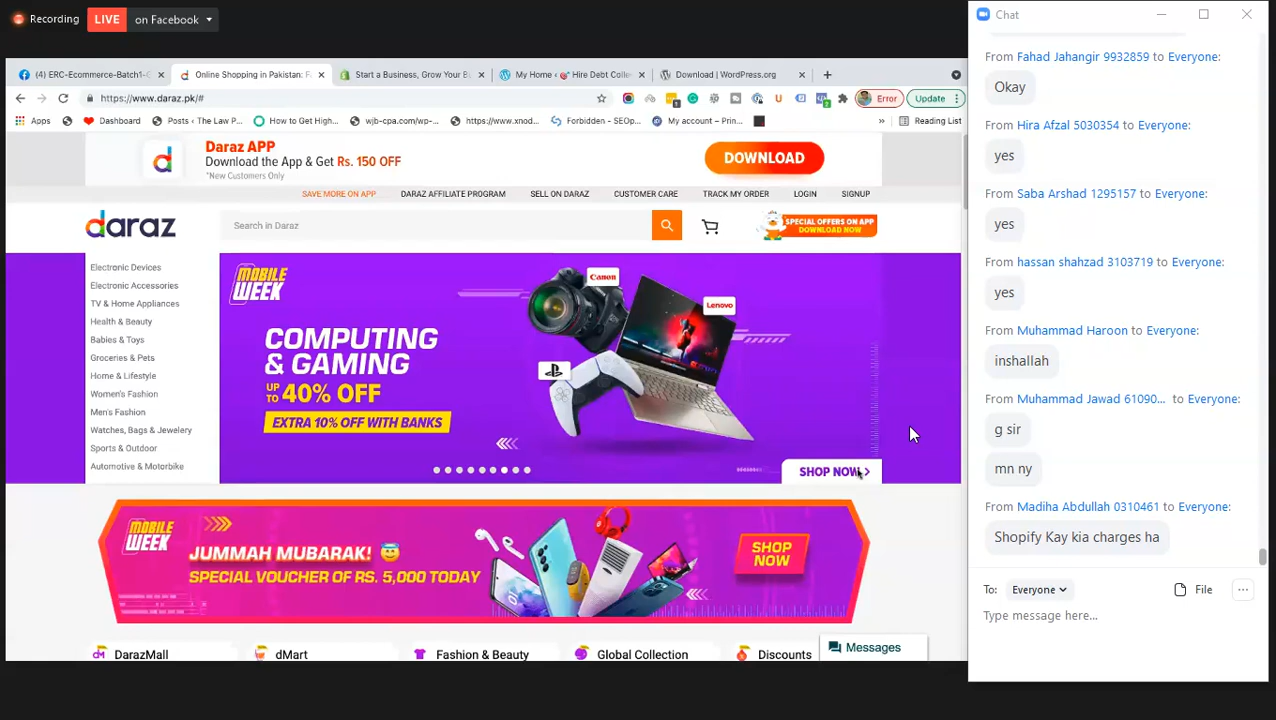 Recording
LIVE
on Facebook
(4) ERC-Ecommerce-Batch1-G
Online Shopping in Pakistan: F
Start a Business, Grow Your B
My Home ‹ Hire Debt Colle
Download | WordPress.org
https://www.daraz.pk/#
Error
Update
Apps
Dashboard
Posts ‹ The Law P...
How to Get High...
wjb-cpa.com/wp-...
https://www.xnod...
Forbidden - SEOp...
My account – Prin...
Reading List
Daraz APP
Download the App & Get Rs. 150 OFF
*New Customers Only
DOWNLOAD
SAVE MORE ON APP
DARAZ AFFILIATE PROGRAM
SELL ON DARAZ
CUSTOMER CARE
TRACK MY ORDER
LOGIN
SIGNUP
daraz
Search in Daraz
SPECIAL OFFERS ON APP
DOWNLOAD NOW
Electronic Devices
Electronic Accessories
TV & Home Appliances
Health & Beauty
Babies & Toys
Groceries & Pets
Home & Lifestyle
Women's Fashion
Men's Fashion
Watches, Bags & Jewelery
Sports & Outdoor
Automotive & Motorbike
MOBILE
WEEK
COMPUTING
& GAMING
UP TO 40% OFF
EXTRA 10% OFF WITH BANKS
Canon
Lenovo
SHOP NOW
MOBILE
WEEK
JUMMAH MUBARAK!
SPECIAL VOUCHER OF RS. 5,000 TODAY
SHOP
NOW
DarazMall
dMart
Fashion & Beauty
Global Collection
Discounts
Messages
Chat
From Fahad Jahangir 9932859 to Everyone:
Okay
From Hira Afzal 5030354 to Everyone:
yes
From Saba Arshad 1295157 to Everyone:
yes
From hassan shahzad 3103719 to Everyone:
yes
From Muhammad Haroon to Everyone:
inshallah
From Muhammad Jawad 61090... to Everyone:
g sir
mn ny
From Madiha Abdullah 0310461 to Everyone:
Shopify Kay kia charges ha
To: Everyone
File
Type message here...